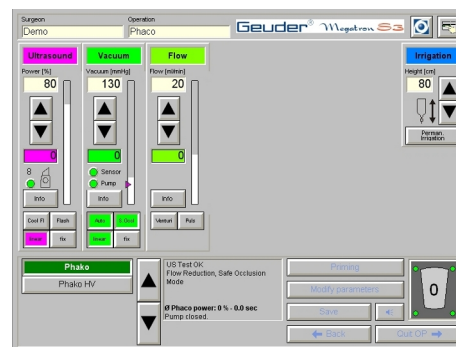 Surgeon
Operation
Demo
Phaco
Geuder® Megatron S3
Ultrasound
Vacuum
Flow
Irrigation
Power [%]
Vacuum [mmHg]
Flow [ml/min]
Height [cm]
80
130
20
80
0
0
0
8
Sensor
Pump
Perman.
Irrigation
Info
Info
Info
Cool Fl
Flash
Auto
S.Occl
Venturi
Puls
linear
fix
linear
fix
Phako
Phako HV
US Test OK
Flow Reduction, Safe Occlusion
Mode
Ø Phaco power: 0 % - 0.0 sec
Pump closed.
Priming
Modify parameters
Save
Back
Quit OP
0